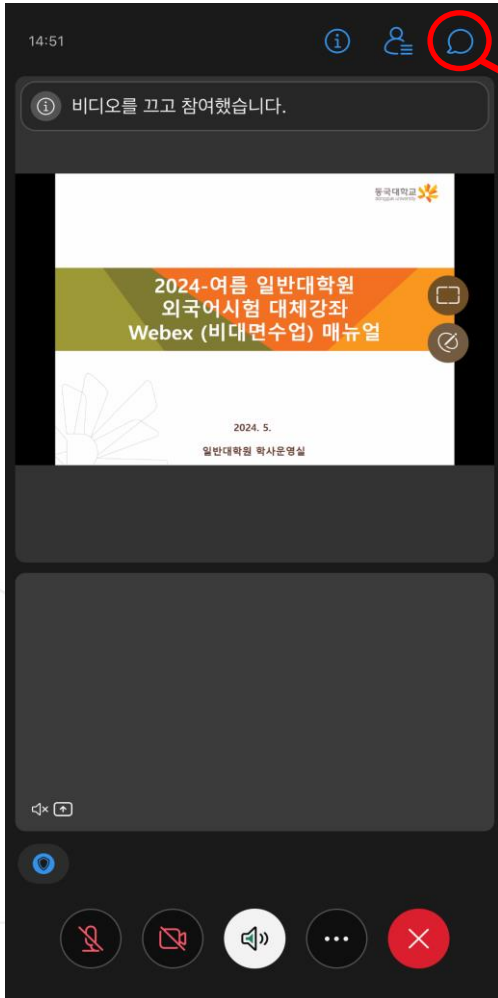 14:51
비디오를 끄고 참여했습니다.
동국대학교
2024-여름 일반대학원
외국어시험 대체강좌
Webex (비대면수업) 매뉴얼
2024. 5.
일반대학원 학사운영실